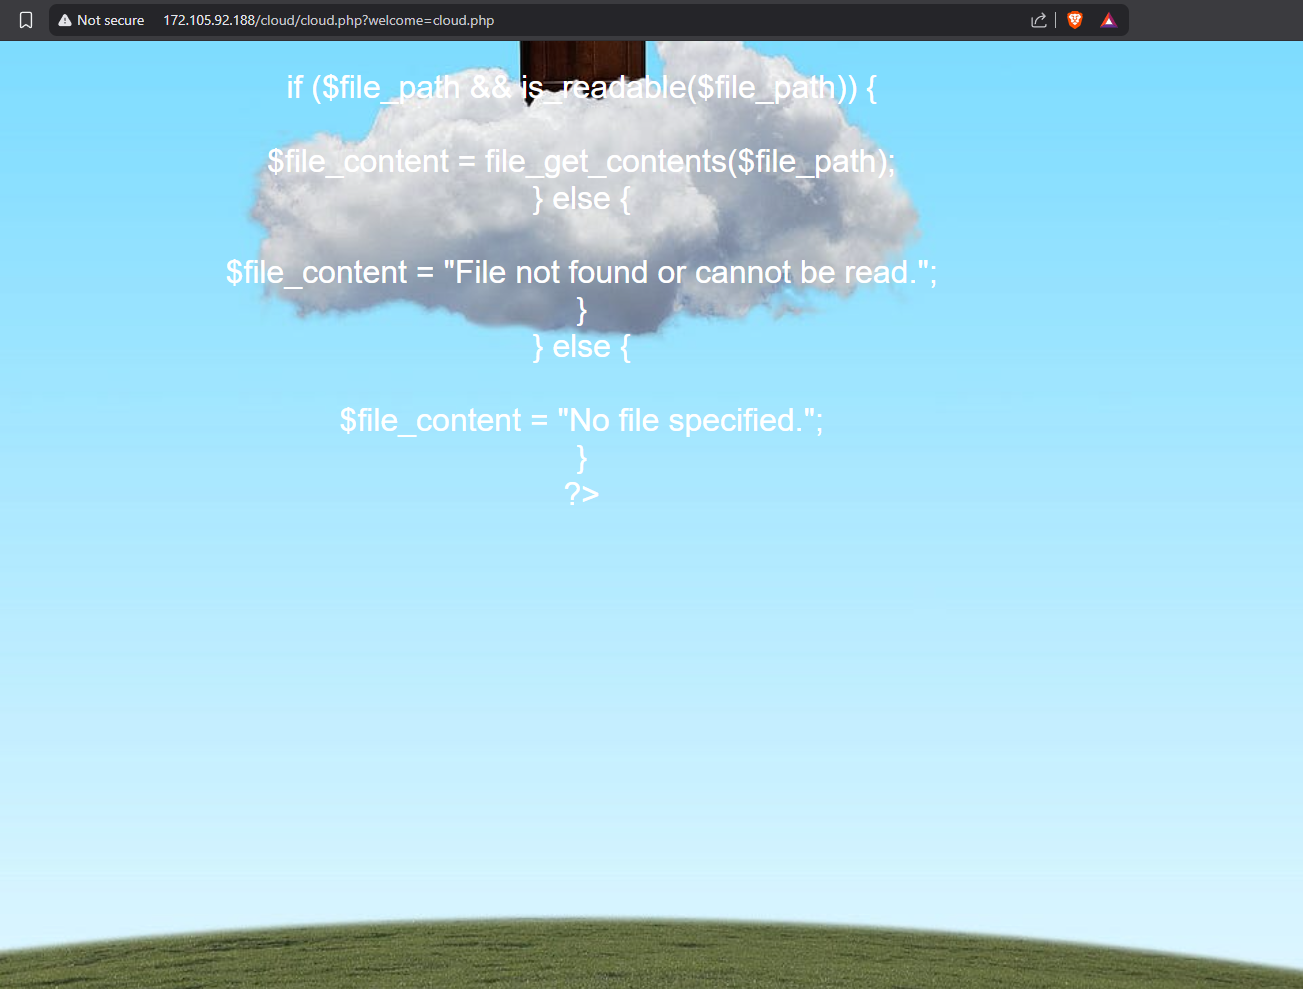 Not secure 172.105.92.188/cloud/cloud.php?welcome=cloud.php
if ($file_path && is_readable($file_path)) {
$file_content = file_get_contents($file_path);
} else {
$file_content = "File not found or cannot be read.";
}
} else {
$file_content = "No file specified.";
}
?>